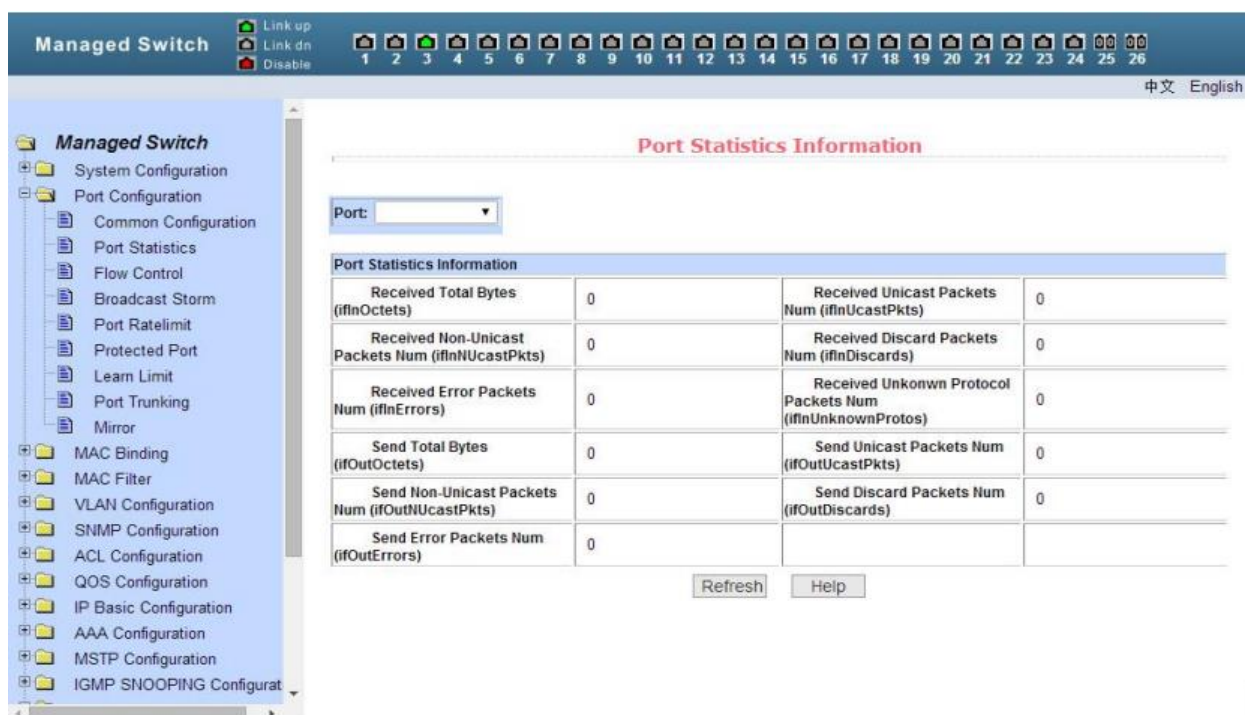 Managed Switch
Link up
Link dn
Disable
1 2 3 4 5 6 7 8 9 10 11 12 13 14 15 16 17 18 19 20 21 22 23 24 25 26
中文 English
Managed Switch
System Configuration
Port Configuration
Common Configuration
Port Statistics
Flow Control
Broadcast Storm
Port Ratelimit
Protected Port
Learn Limit
Port Trunking
Mirror
MAC Binding
MAC Filter
VLAN Configuration
SNMP Configuration
ACL Configuration
QOS Configuration
IP Basic Configuration
AAA Configuration
MSTP Configuration
IGMP SNOOPING Configurat
Port Statistics Information
Port:
Port Statistics Information
Received Total Bytes
(ifInOctets)
0
Received Unicast Packets
Num (ifInUcastPkts)
0
Received Non-Unicast
Packets Num (ifInNUcastPkts)
0
Received Discard Packets
Num (ifInDiscards)
0
Received Error Packets
Num (ifInErrors)
0
Received Unkonwn Protocol
Packets Num
(ifInUnknownProtos)
0
Send Total Bytes
(ifOutOctets)
0
Send Unicast Packets Num
(ifOutUcastPkts)
0
Send Non-Unicast Packets
Num (ifOutNUcastPkts)
0
Send Discard Packets Num
(ifOutDiscards)
0
Send Error Packets Num
(ifOutErrors)
0
Refresh Help